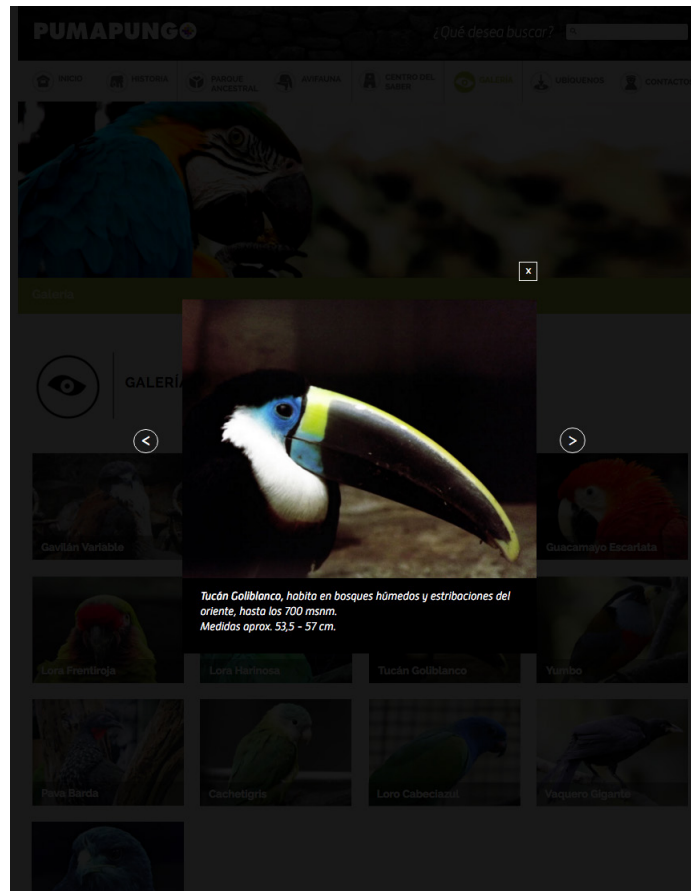 PUMAPUNGO
¿Qué desea buscar?
INICIO
HISTORIA
PARQUE
ANCESTRAL
AVIFAUNA
CENTRO DEL
SABER
GALERÍA
UBÍQUENOS
CONTACTO
Galería
x
GALERÍA
<
>
Gavilán Variable
Guacamayo Escarlata
Tucán Goliblanco, habita en bosques húmedos y estribaciones del
oriente, hasta los 700 msnm.
Medidas aprox. 53,5 - 57 cm.
Lora Frentiroja
Lora Harinosa
Tucán Goliblanco
Yumbo
Pava Barda
Cachetigris
Loro Cabeciazul
Vaquero Gigante